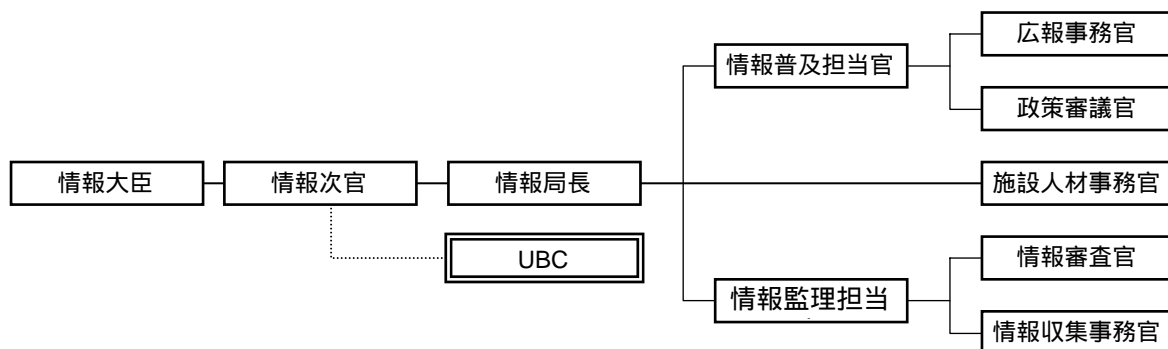 広報事務官
情報普及担当官
政策審議官
情報大臣
情報次官
情報局長
施設人材事務官
UBC
情報審査官
情報監理担当
情報収集事務官